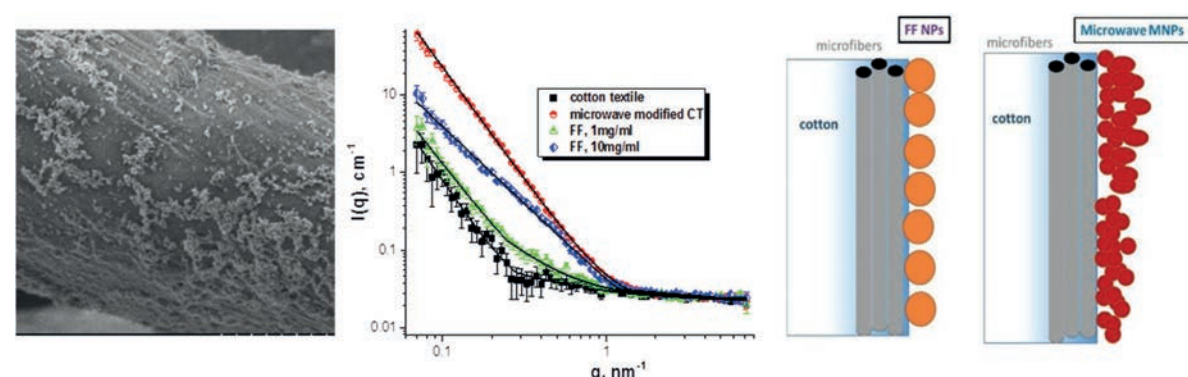 10
1
0.1
0.01
I(q), cm⁻¹
cotton textile
microwave modified CT
FF, 1mg/ml
FF, 10mg/ml
0.1
1
q, nm⁻¹
FF NPs
microfibers
cotton
Microwave MNPs
microfibers
cotton